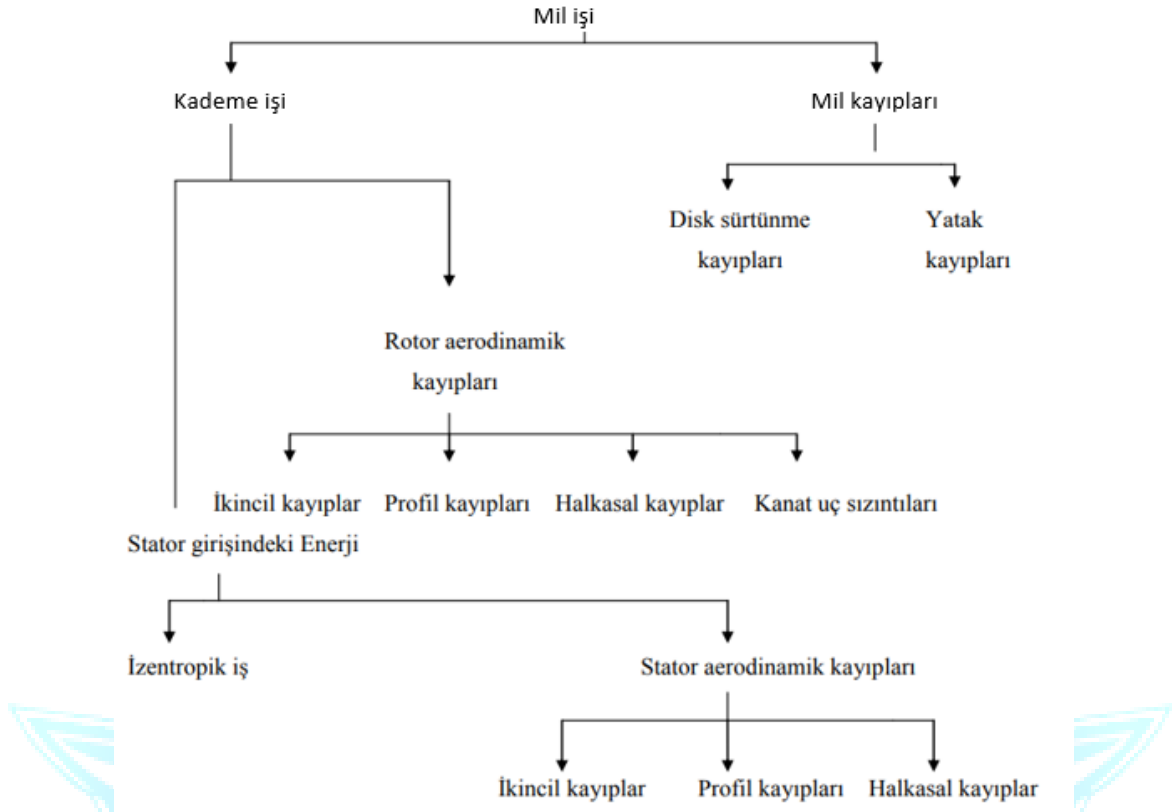 Mil işi
Kademe işi
Mil kayıpları
Disk sürtünme
kayıpları
Yatak
kayıpları
Rotor aerodinamik
kayıpları
İkincil kayıplar
Profil kayıpları
Halkasal kayıplar
Kanat uç sızıntıları
Stator girişindeki Enerji
İzentropik iş
Stator aerodinamik kayıpları
İkincil kayıplar
Profil kayıpları
Halkasal kayıplar